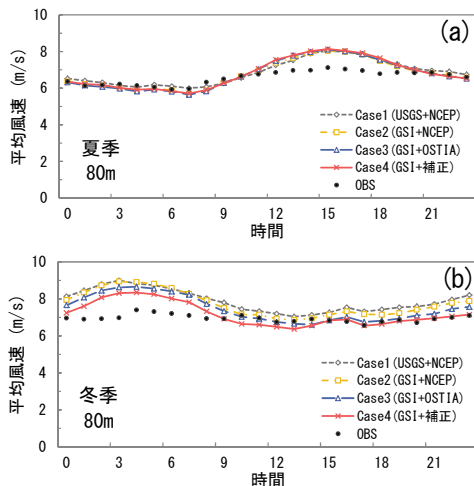 (a)
10
8
6
4
2
0
平均風速 (m/s)
夏季
80m
Case1(USGS+NCEP)
Case2(GSI+NCEP)
Case3(GSI+OSTIA)
Case4(GSI+補正)
OBS
0 3 6 9 12 15 18 21
時間
(b)
10
8
6
4
2
0
平均風速 (m/s)
冬季
80m
Case1(USGS+NCEP)
Case2(GSI+NCEP)
Case3(GSI+OSTIA)
Case4(GSI+補正)
OBS
0 3 6 9 12 15 18 21
時間